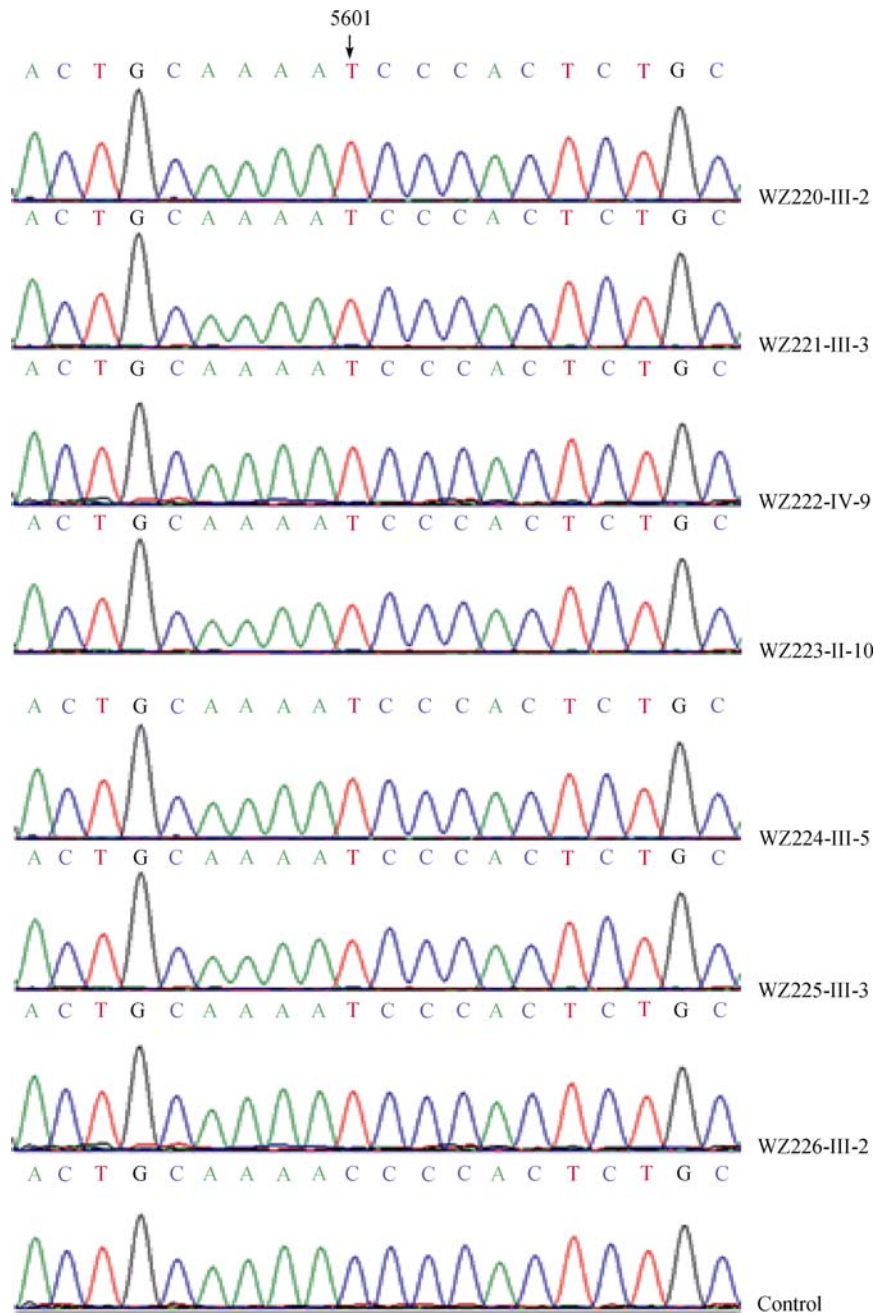 5601
A C T G C A A A A T C C C A C T C T G C
WZ220-III-2
A C T G C A A A A T C C C A C T C T G C
WZ221-III-3
A C T G C A A A A T C C C A C T C T G C
WZ222-IV-9
A C T G C A A A A T C C C A C T C T G C
WZ223-II-10
A C T G C A A A A T C C C A C T C T G C
WZ224-III-5
A C T G C A A A A T C C C A C T C T G C
WZ225-III-3
A C T G C A A A A T C C C A C T C T G C
WZ226-III-2
A C T G C A A A A C C C C A C T C T G C
Control